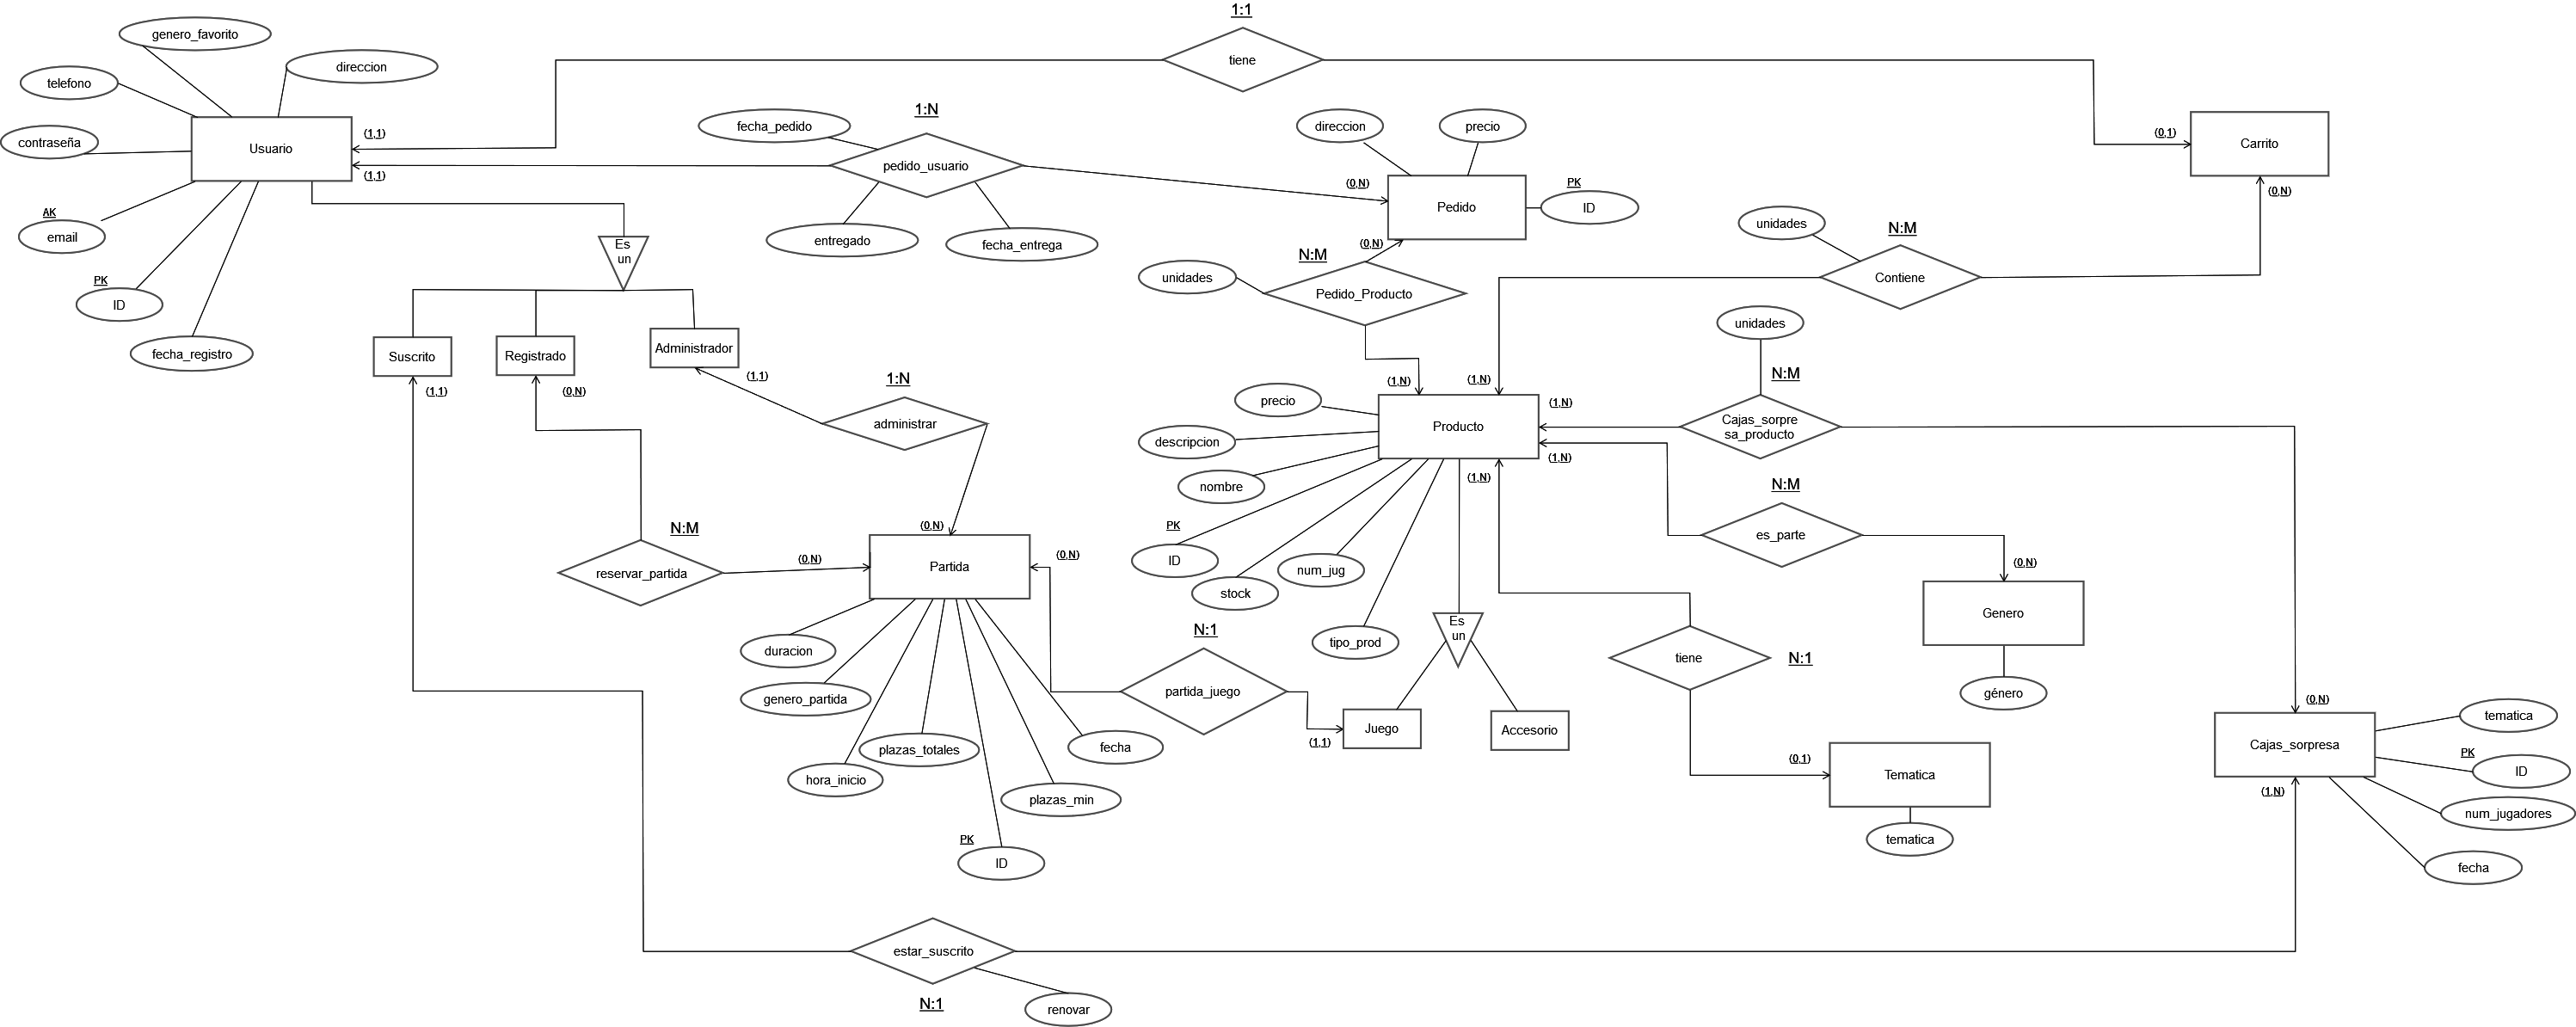 1:1
genero_favorito
direccion
tiene
telefono
contraseña
Usuario
(1,1)
(1,1)
AK
email
PK
ID
fecha_registro
fecha_pedido
1:N
pedido_usuario
entregado
fecha_entrega
(0,N)
direccion
precio
Pedido
PK
ID
(0,N)
(0,1)
Carrito
(0,N)
unidades
N:M
Contiene
unidades
N:M
Pedido_Producto
Es
un
Suscrito
Registrado
Administrador
(1,1)
(0,N)
(1,1)
1:N
administrar
(0,N)
(1,N)
(1,N)
unidades
N:M
Cajas_sorpre
sa_producto
(1,N)
(1,N)
(1,N)
precio
descripcion
nombre
Producto
PK
ID
stock
num_jug
tipo_prod
N:M
es_parte
(0,N)
Genero
género
N:M
reservar_partida
(0,N)
Partida
(0,N)
duracion
genero_partida
hora_inicio
plazas_totales
PK
ID
plazas_min
fecha
N:1
partida_juego
(1,1)
Es
un
Juego
Accesorio
tiene
N:1
(0,1)
Tematica
tematica
(0,N)
Cajas_sorpresa
(1,N)
tematica
PK
ID
num_jugadores
fecha
estar_suscrito
N:1
renovar